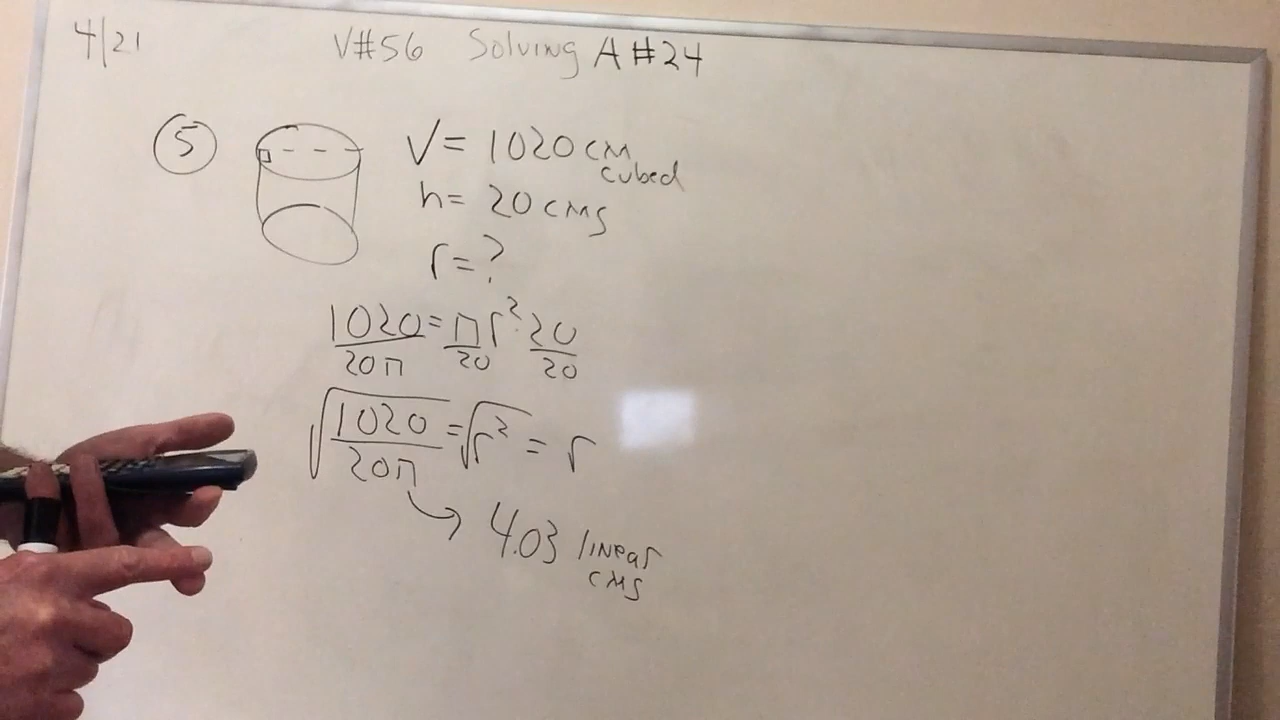 4/21 V#56 Solving A#24
5 V = 1020 cm cubed
h = 20 cms
r = ?
1020/20π = πr²·20/20 20
√1020/20π = √r² = r
4.03 linear cms